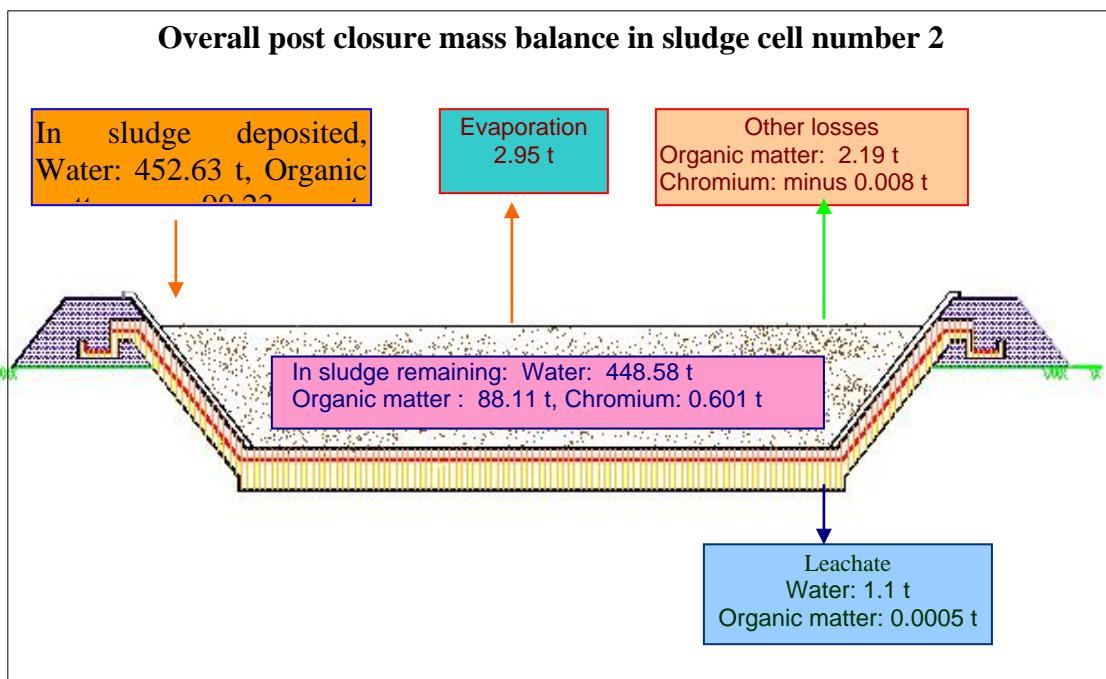 Overall post closure mass balance in sludge cell number 2
In sludge deposited,
Water: 452.63 t, Organic
Evaporation
2.95 t
Other losses
Organic matter: 2.19 t
Chromium: minus 0.008 t
In sludge remaining: Water: 448.58 t
Organic matter : 88.11 t, Chromium: 0.601 t
Leachate
Water: 1.1 t
Organic matter: 0.0005 t